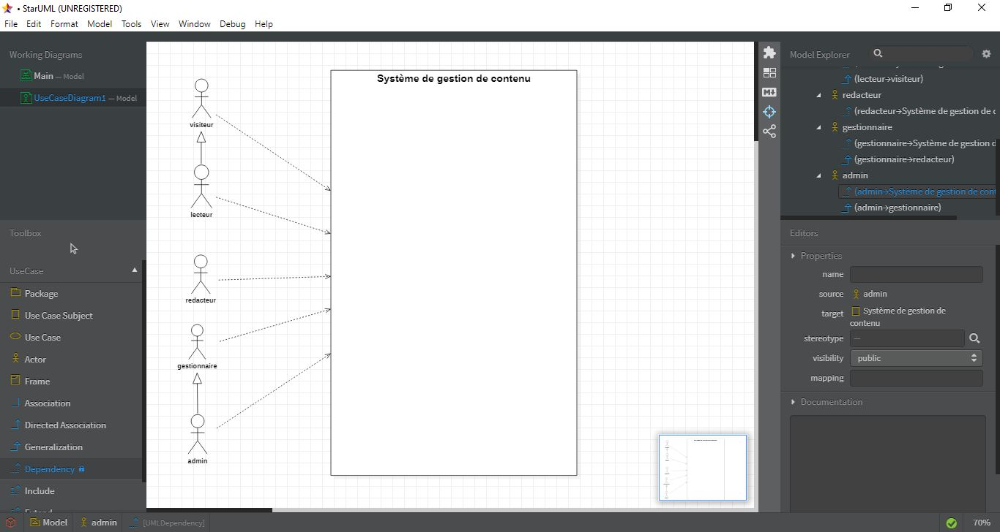 • StarUML (UNREGISTERED)
File Edit Format Model Tools View Window Debug Help
Working Diagrams
Main — Model
UseCaseDiagram1 — Model
Toolbox
UseCase
Package
Use Case Subject
Use Case
Actor
Frame
Association
Directed Association
Generalization
Dependency
Include
Extend
Système de gestion de contenu
visiteur
lecteur
redacteur
gestionnaire
admin
Model Explorer
(lecteur→visiteur)
redacteur
(redacteur→Système de gestion de c
gestionnaire
(gestionnaire→Système de gestion d
(gestionnaire→redacteur)
admin
(admin→Système de gestion de cont
(admin→gestionnaire)
Editors
Properties
name
source admin
target Système de gestion de
contenu
stereotype —
visibility public
mapping
Documentation
Model admin [UMLDependency]
70%